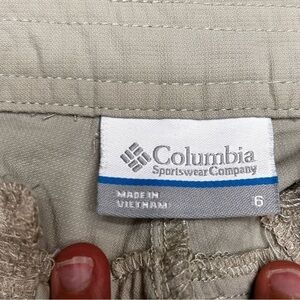 Columbia
Sportswear Company
MADE IN
VIETNAM
6